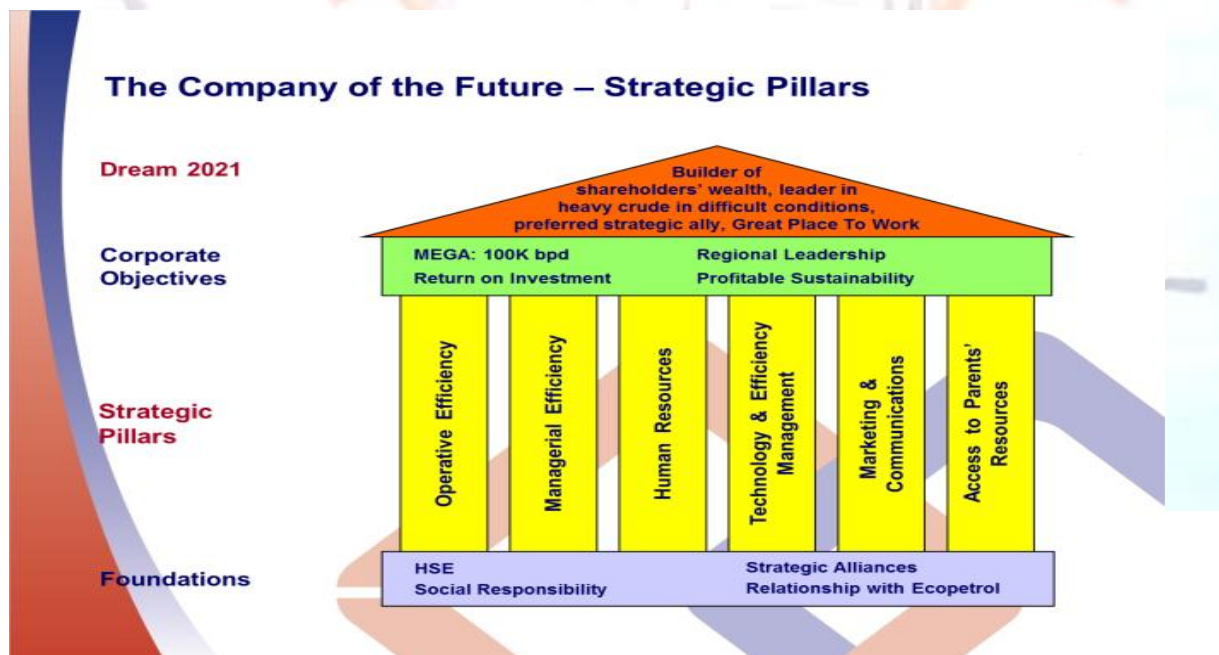 The Company of the Future – Strategic Pillars
Dream 2021
Builder of
shareholders' wealth, leader in
heavy crude in difficult conditions,
preferred strategic ally, Great Place To Work
Corporate
Objectives
MEGA: 100K bpd
Regional Leadership
Return on Investment
Profitable Sustainability
Strategic
Pillars
Operative Efficiency
Managerial Efficiency
Human Resources
Technology & Efficiency
Management
Marketing &
Communications
Access to Parents'
Resources
Foundations
HSE
Strategic Alliances
Social Responsibility
Relationship with Ecopetrol